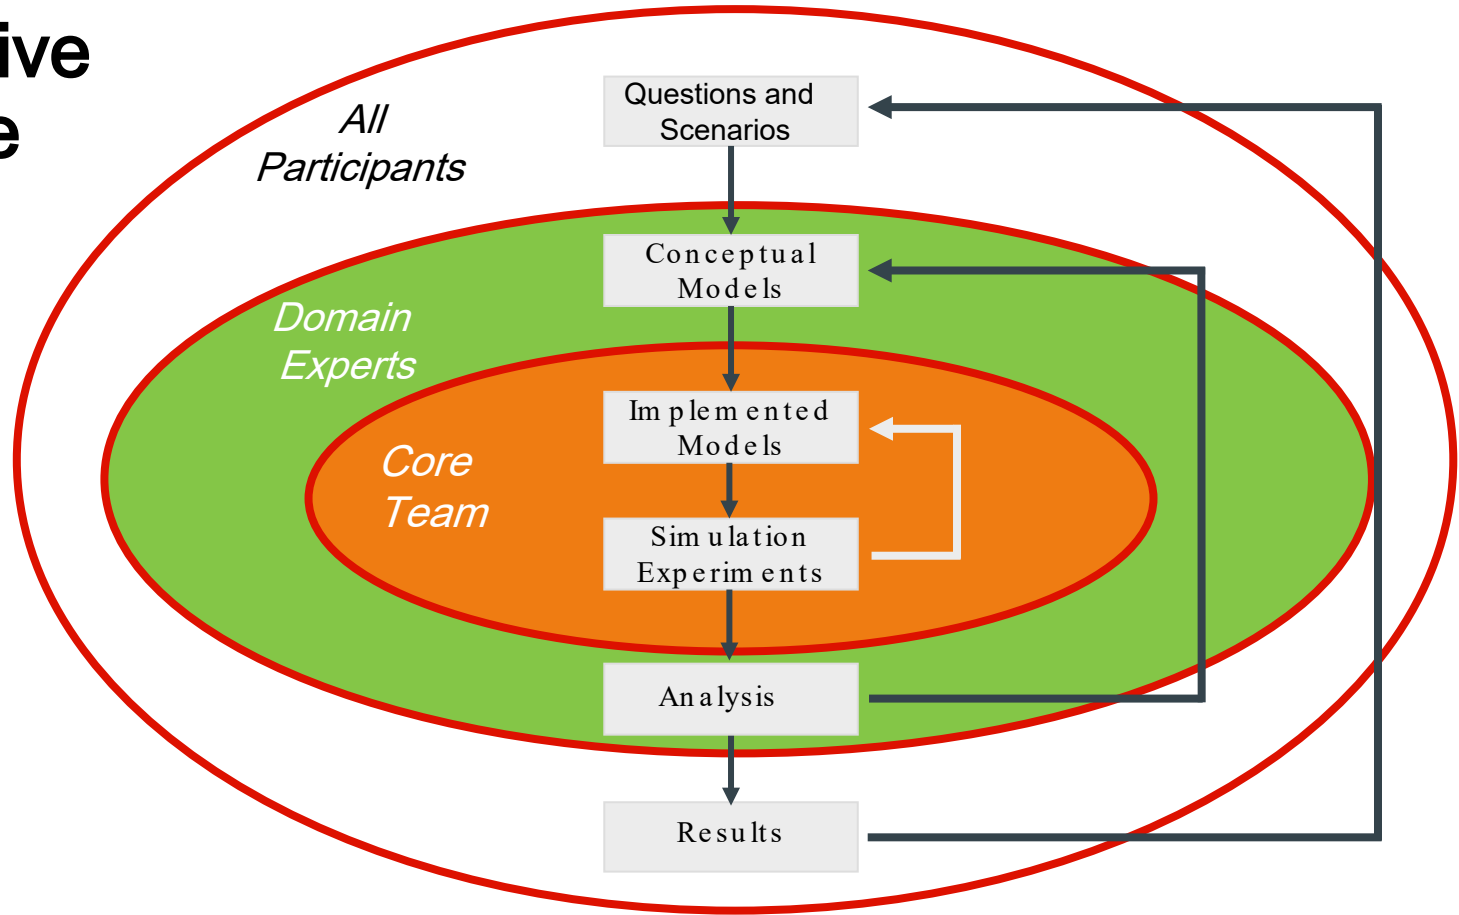 ive
e
All
Participants
Questions and
Scenarios
Conceptual
Models
Domain
Experts
Implemented
Models
Core
Team
Simulation
Experiments
Analysis
Results